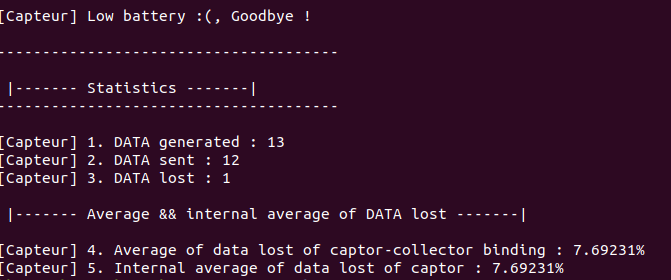 [Capteur] Low battery :(, Goodbye !
--------------------------------------
|------- Statistics -------|
--------------------------------------
[Capteur] 1. DATA generated : 13
[Capteur] 2. DATA sent : 12
[Capteur] 3. DATA lost : 1
|------- Average && internal average of DATA lost -------|
[Capteur] 4. Average of data lost of captor-collector binding : 7.69231%
[Capteur] 5. Internal average of data lost of captor : 7.69231%